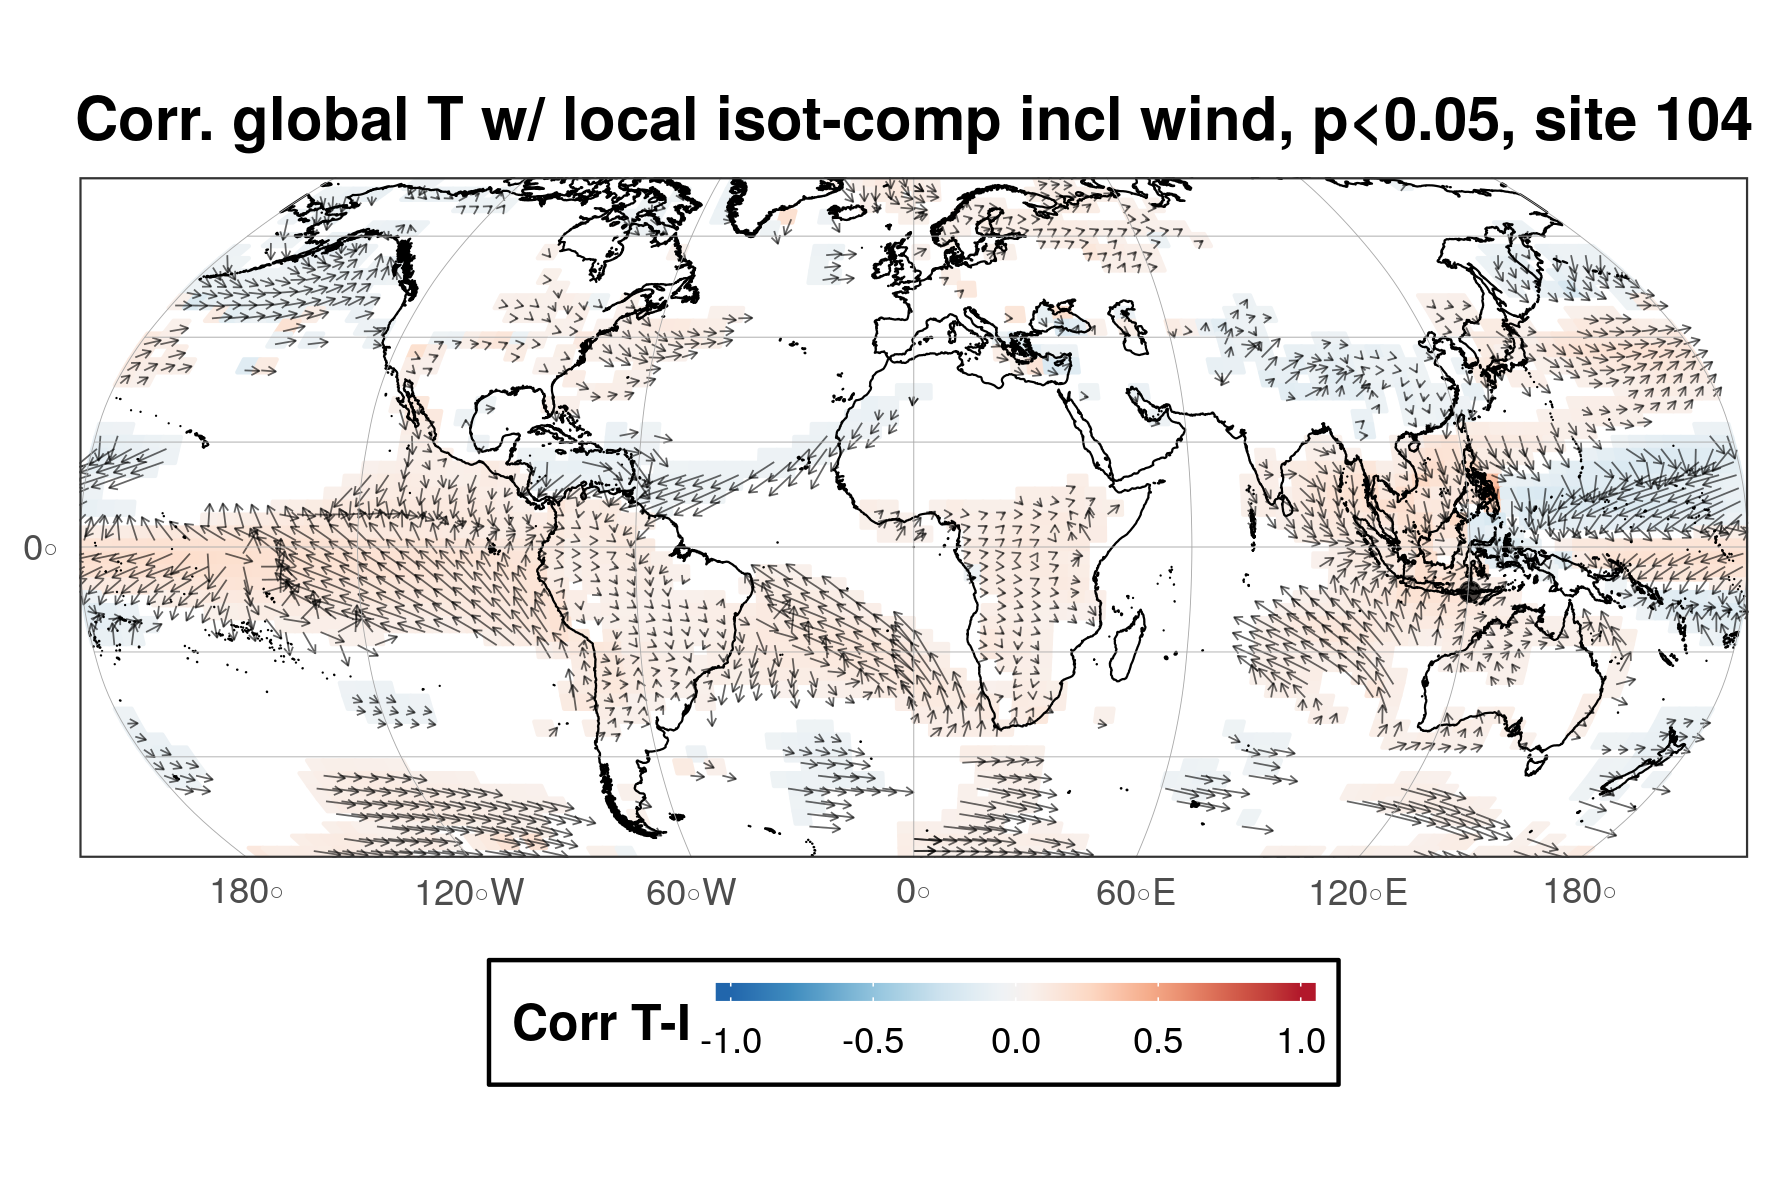 Corr. global T w/ local isot-comp incl wind, p<0.05, site 104
0°
180° 120°W 60°W 0° 60°E 120°E 180°
Corr T-I
-1.0 -0.5 0.0 0.5 1.0